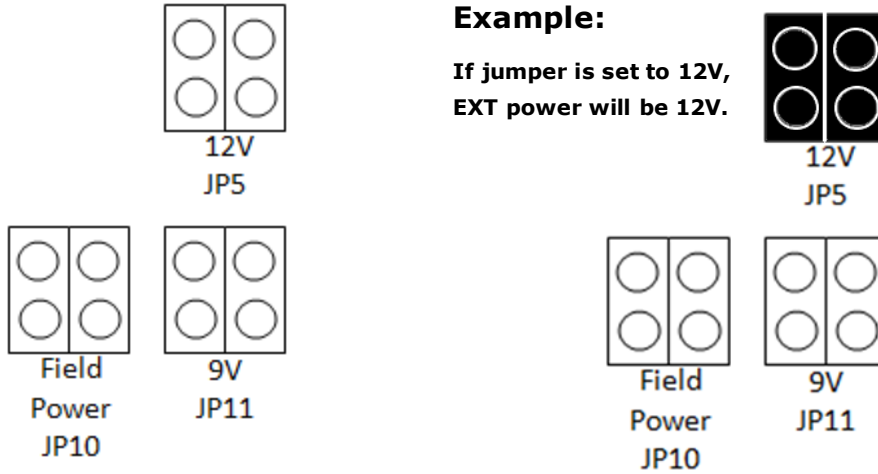 12V
JP5
Field
Power
JP10
9V
JP11
Example:
If jumper is set to 12V,
EXT power will be 12V.
12V
JP5
Field
Power
JP10
9V
JP11